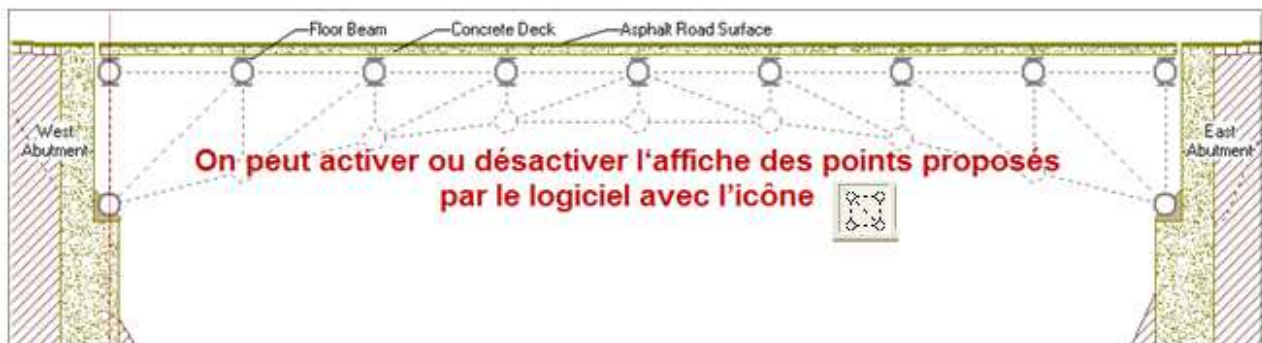 Floor Beam
Concrete Deck
Asphalt Road Surface
West
Abutment
East
Abutment
On peut activer ou désactiver l'affiche des points proposés
par le logiciel avec l'icône